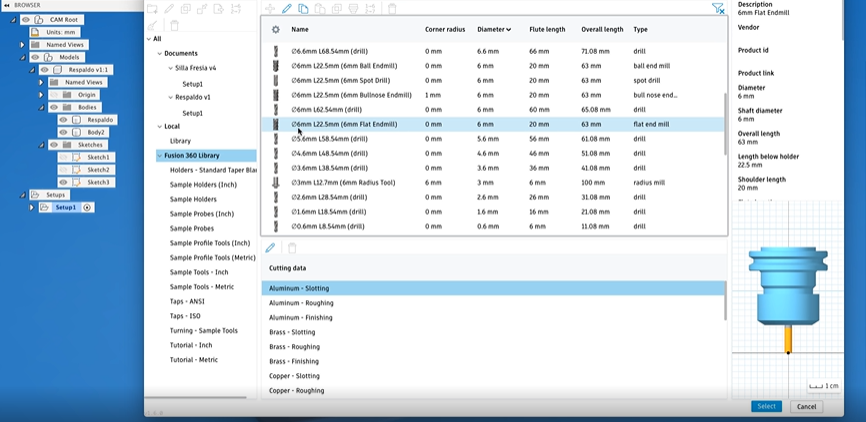 BROWSER
CAM Root
Units: mm
Named Views
Models
Respaldo v1:1
Named Views
Origin
Bodies
Respaldo
Body2
Sketches
Sketch1
Sketch2
Sketch3
Setups
Setup1
All
Documents
Silla Fresia v4
Setup1
Respaldo v1
Setup1
Local
Library
Fusion 360 Library
Holders - Standard Taper Blan
Sample Holders (Inch)
Sample Holders
Sample Probes (Inch)
Sample Probes
Sample Profile Tools (Inch)
Sample Profile Tools (Metric)
Sample Tools - Inch
Sample Tools - Metric
Taps - ANSI
Taps - ISO
Turning - Sample Tools
Tutorial - Inch
Tutorial - Metric
Name Corner radius Diameter Flute length Overall length Type
Ø6.6mm L68.54mm (drill) 0 mm 6.6 mm 66 mm 71.08 mm drill
Ø6mm L22.5mm (6mm Ball Endmill) 0 mm 6 mm 20 mm 63 mm ball end mill
Ø6mm L22.5mm (6mm Spot Drill) 0 mm 6 mm 20 mm 63 mm spot drill
Ø6mm L22.5mm (6mm Bullnose Endmill) 1 mm 6 mm 20 mm 63 mm bull nose end...
Ø6mm L62.54mm (drill) 0 mm 6 mm 60 mm 65.08 mm drill
Ø6mm L22.5mm (6mm Flat Endmill) 0 mm 6 mm 20 mm 63 mm flat end mill
Ø5.6mm L58.54mm (drill) 0 mm 5.6 mm 56 mm 61.08 mm drill
Ø4.6mm L48.54mm (drill) 0 mm 4.6 mm 46 mm 51.08 mm drill
Ø3.6mm L38.54mm (drill) 0 mm 3.6 mm 36 mm 41.08 mm drill
Ø3mm L12.7mm (6mm Radius Tool) 6 mm 3 mm 6 mm 100 mm radius mill
Ø2.6mm L28.54mm (drill) 0 mm 2.6 mm 26 mm 31.08 mm drill
Ø1.6mm L18.54mm (drill) 0 mm 1.6 mm 16 mm 21.08 mm drill
Ø0.6mm L8.54mm (drill) 0 mm 0.6 mm 6 mm 11.08 mm drill
Cutting data
Aluminum - Slotting
Aluminum - Roughing
Aluminum - Finishing
Brass - Slotting
Brass - Roughing
Brass - Finishing
Copper - Slotting
Copper - Roughing
Description
6mm Flat Endmill
Vendor
Product id
Product link
Diameter
6 mm
Shaft diameter
6 mm
Overall length
63 mm
Length below holder
22.5 mm
Shoulder length
20 mm
1 cm
Select Cancel